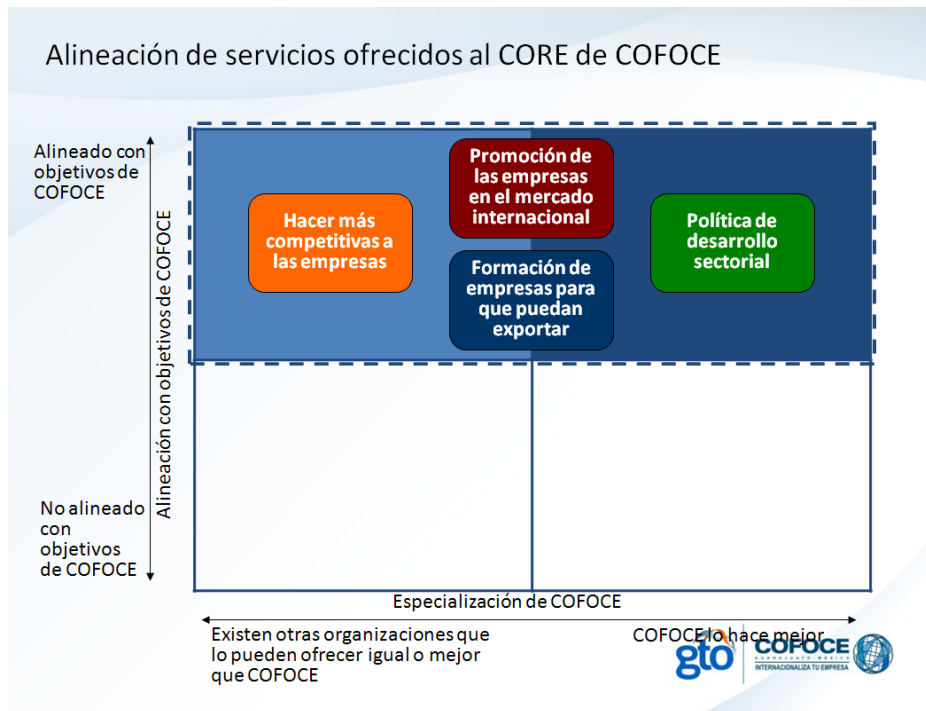 Alineación de servicios ofrecidos al CORE de COFOCE
Alineado con
objetivos de
COFOCE
Alineación con objetivos de COFOCE
No alineado
con
objetivos
de COFOCE
Hacer más
competitivas a
las empresas
Promoción de
las empresas
en el mercado
internacional
Formación de
empresas para
que puedan
exportar
Política de
desarrollo
sectorial
Especialización de COFOCE
Existen otras organizaciones que
lo pueden ofrecer igual o mejor
que COFOCE
COFOCE lo hace mejor
gto
COFOCE
GUANAJUATO-MÉXICO
INTERNACIONALIZA TU EMPRESA